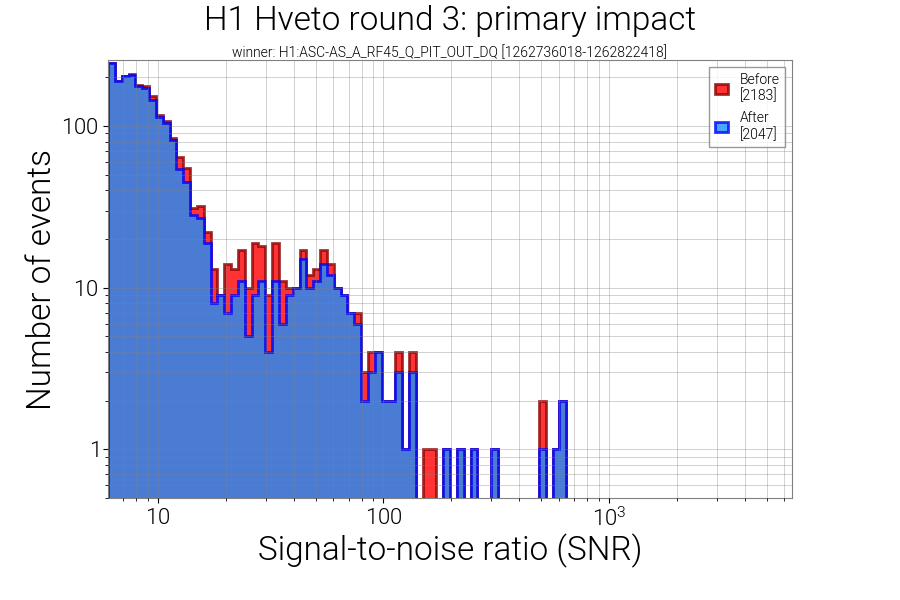 H1 Hveto round 3: primary impact
winner: H1:ASC-AS_A_RF45_Q_PIT_OUT_DQ [1262736018-1262822418]
Before
[2183]
After
[2047]
100
10
1
Number of events
10
100
10³
Signal-to-noise ratio (SNR)